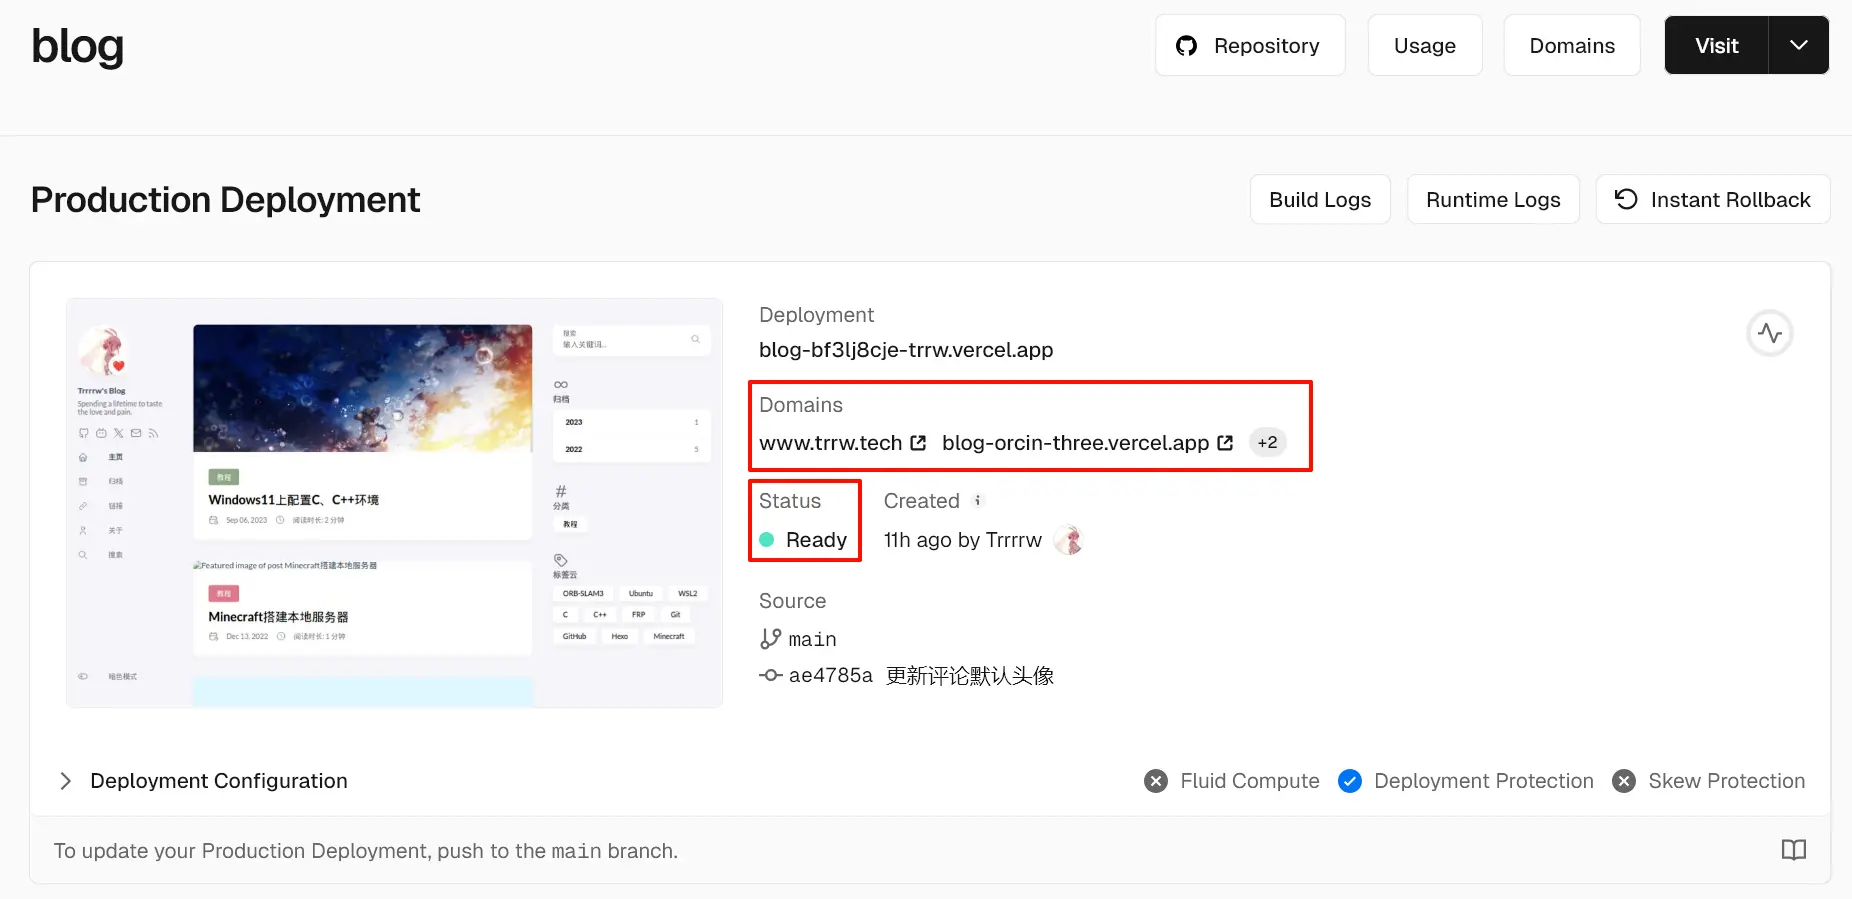 blog
Repository
Usage
Domains
Visit
Production Deployment
Build Logs
Runtime Logs
Instant Rollback
Trrrrw's Blog
Spending a lifetime to taste
the love and pain.
主页
归档
链接
关于
搜索
暗色模式
教程
Windows11上配置C、C++环境
Sep 06, 2023
阅读时长: 2 分钟
Featured image of post Minecraft搭建本地服务器
教程
Minecraft搭建本地服务器
Dec 13, 2022
阅读时长: 1 分钟
搜索
输入关键词...
归档
2023 1
2022 5
分类
教程
标签云
ORB-SLAM3 Ubuntu WSL2
C C++ FRP Git
GitHub Hexo Minecraft
Deployment
blog-bf3lj8cje-trrw.vercel.app
Domains
www.trrw.tech blog-orcin-three.vercel.app +2
Status Created
Ready 11h ago by Trrrrw
Source
main
ae4785a 更新评论默认头像
Deployment Configuration
Fluid Compute Deployment Protection Skew Protection
To update your Production Deployment, push to the main branch.